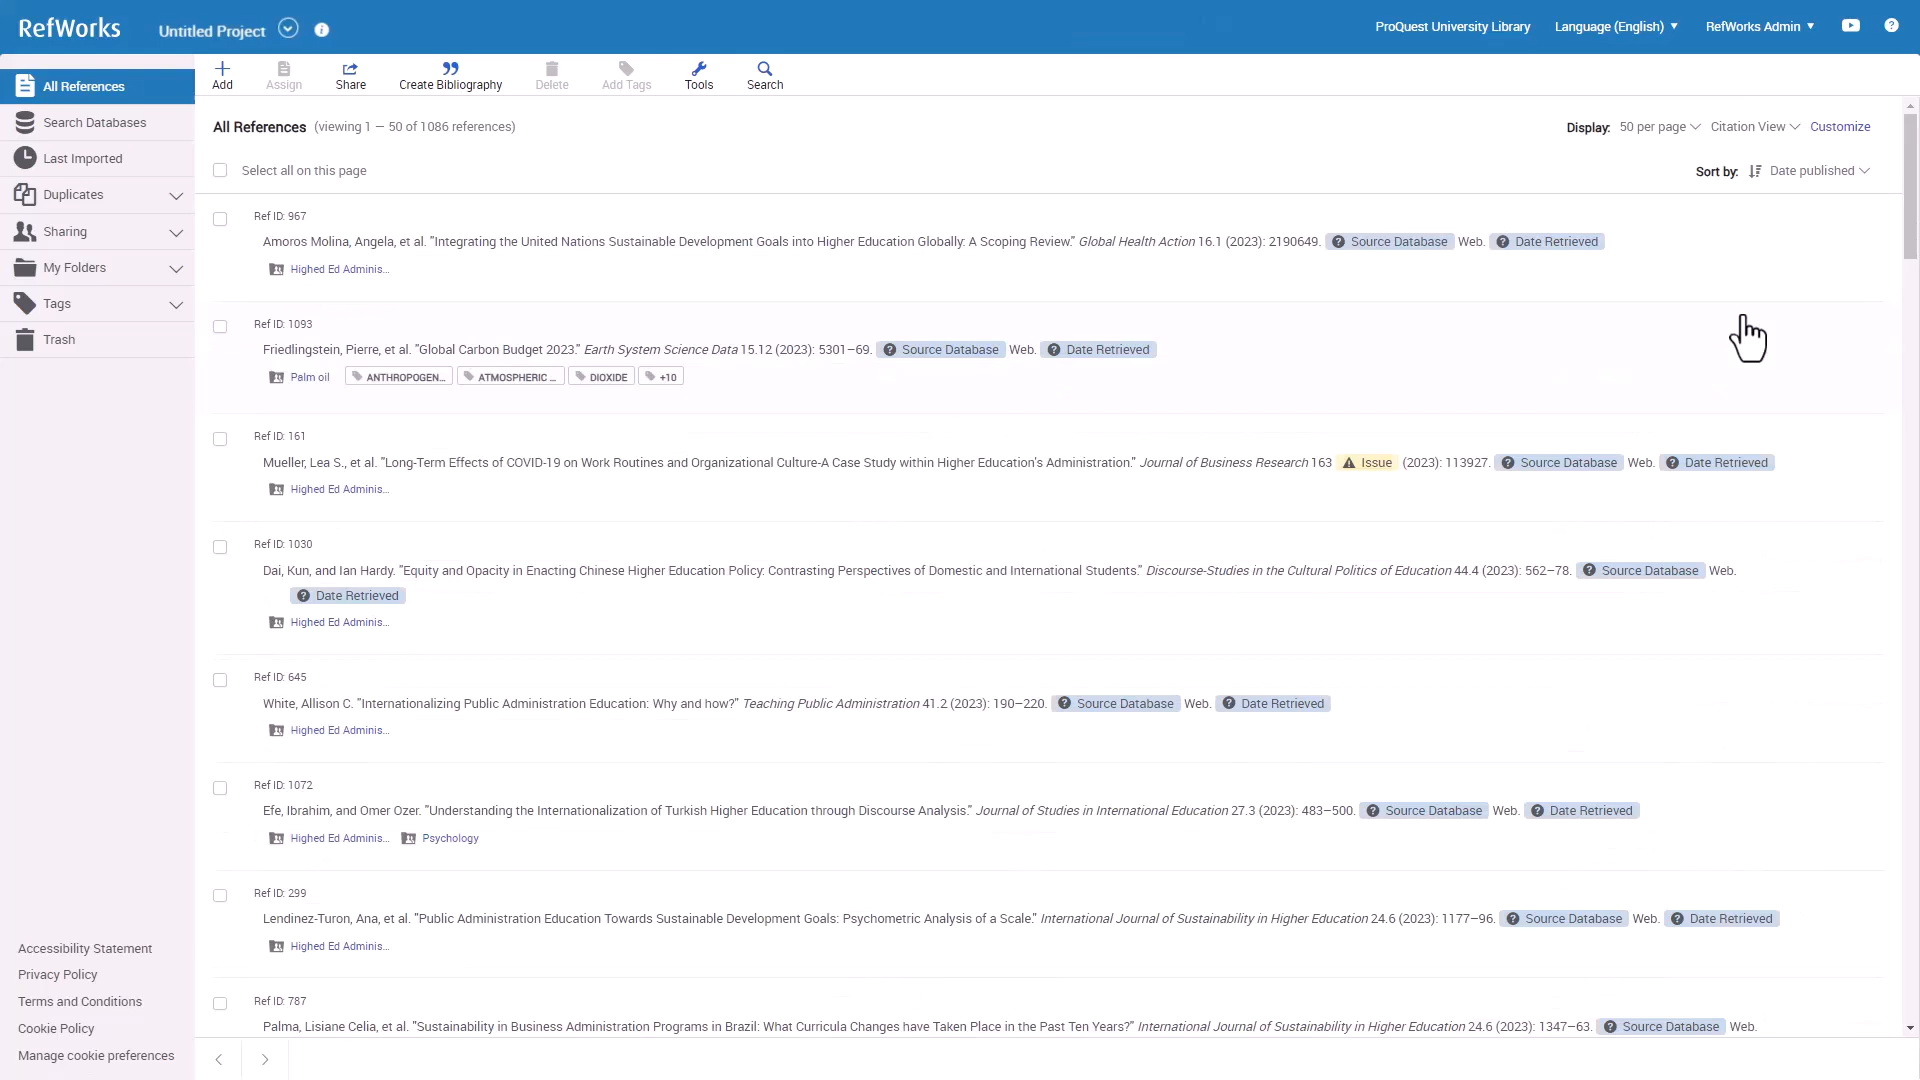 RefWorks
Untitled Project
ProQuest University Library
Language (English)
RefWorks Admin
All References
Search Databases
Last Imported
Duplicates
Sharing
My Folders
Tags
Trash
Add
Assign
Share
Create Bibliography
Delete
Add Tags
Tools
Search
All References (viewing 1 — 50 of 1086 references)
Display: 50 per page Citation View Customize
Select all on this page
Sort by: Date published
Ref ID: 967
Amoros Molina, Angela, et al. "Integrating the United Nations Sustainable Development Goals into Higher Education Globally: A Scoping Review." Global Health Action 16.1 (2023): 2190649. Source Database Web. Date Retrieved
Highed Ed Adminis...
Ref ID: 1093
Friedlingstein, Pierre, et al. "Global Carbon Budget 2023." Earth System Science Data 15.12 (2023): 5301–69. Source Database Web. Date Retrieved
Palm oil ANTHROPOGEN... ATMOSPHERIC ... DIOXIDE +10
Ref ID: 161
Mueller, Lea S., et al. "Long-Term Effects of COVID-19 on Work Routines and Organizational Culture-A Case Study within Higher Education's Administration." Journal of Business Research 163 Issue (2023): 113927. Source Database Web. Date Retrieved
Highed Ed Adminis...
Ref ID: 1030
Dai, Kun, and Ian Hardy. "Equity and Opacity in Enacting Chinese Higher Education Policy: Contrasting Perspectives of Domestic and International Students." Discourse-Studies in the Cultural Politics of Education 44.4 (2023): 562–78. Source Database Web.
Date Retrieved
Highed Ed Adminis...
Ref ID: 645
White, Allison C. "Internationalizing Public Administration Education: Why and how?" Teaching Public Administration 41.2 (2023): 190–220. Source Database Web. Date Retrieved
Highed Ed Adminis...
Ref ID: 1072
Efe, Ibrahim, and Omer Ozer. "Understanding the Internationalization of Turkish Higher Education through Discourse Analysis." Journal of Studies in International Education 27.3 (2023): 483–500. Source Database Web. Date Retrieved
Highed Ed Adminis... Psychology
Ref ID: 299
Lendinez-Turon, Ana, et al. "Public Administration Education Towards Sustainable Development Goals: Psychometric Analysis of a Scale." International Journal of Sustainability in Higher Education 24.6 (2023): 1177–96. Source Database Web. Date Retrieved
Highed Ed Adminis...
Ref ID: 787
Palma, Lisiane Celia, et al. "Sustainability in Business Administration Programs in Brazil: What Curricula Changes have Taken Place in the Past Ten Years?" International Journal of Sustainability in Higher Education 24.6 (2023): 1347–63. Source Database Web.
Accessibility Statement
Privacy Policy
Terms and Conditions
Cookie Policy
Manage cookie preferences